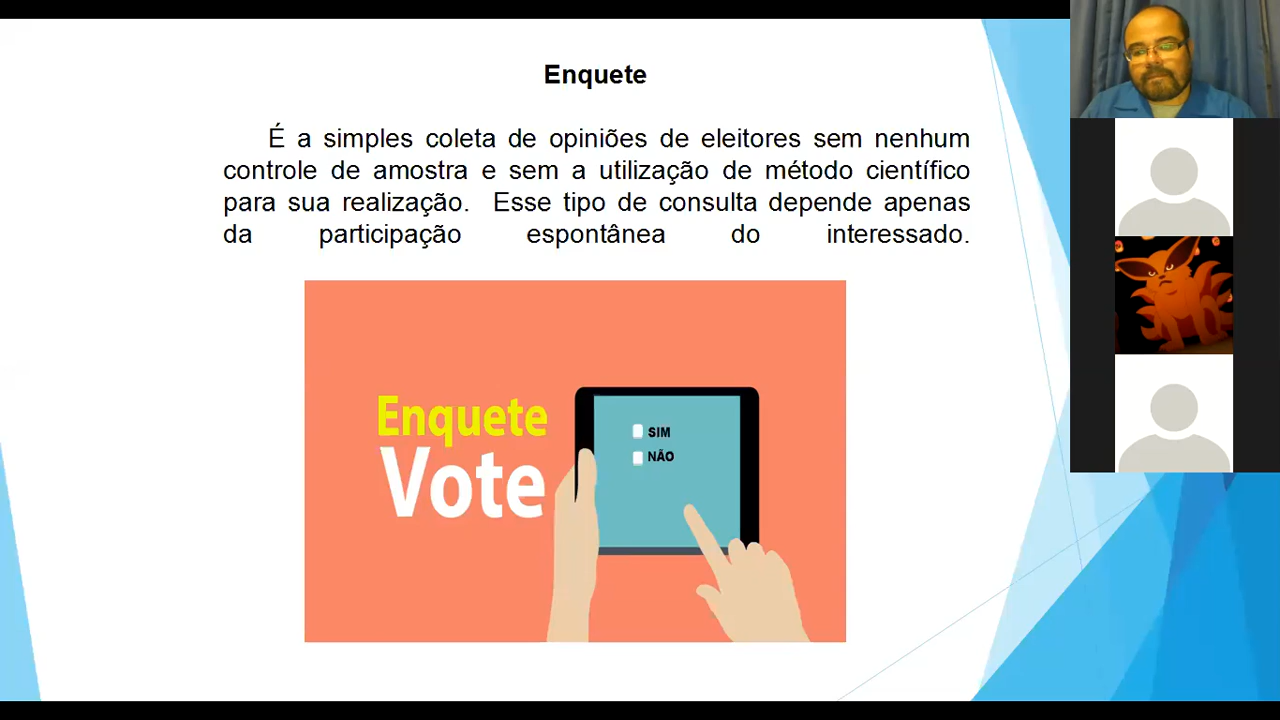 Enquete
É a simples coleta de opiniões de eleitores sem nenhum
controle de amostra e sem a utilização de método científico
para sua realização. Esse tipo de consulta depende apenas
da participação espontânea do interessado.
Enquete
Vote
SIM
NÃO